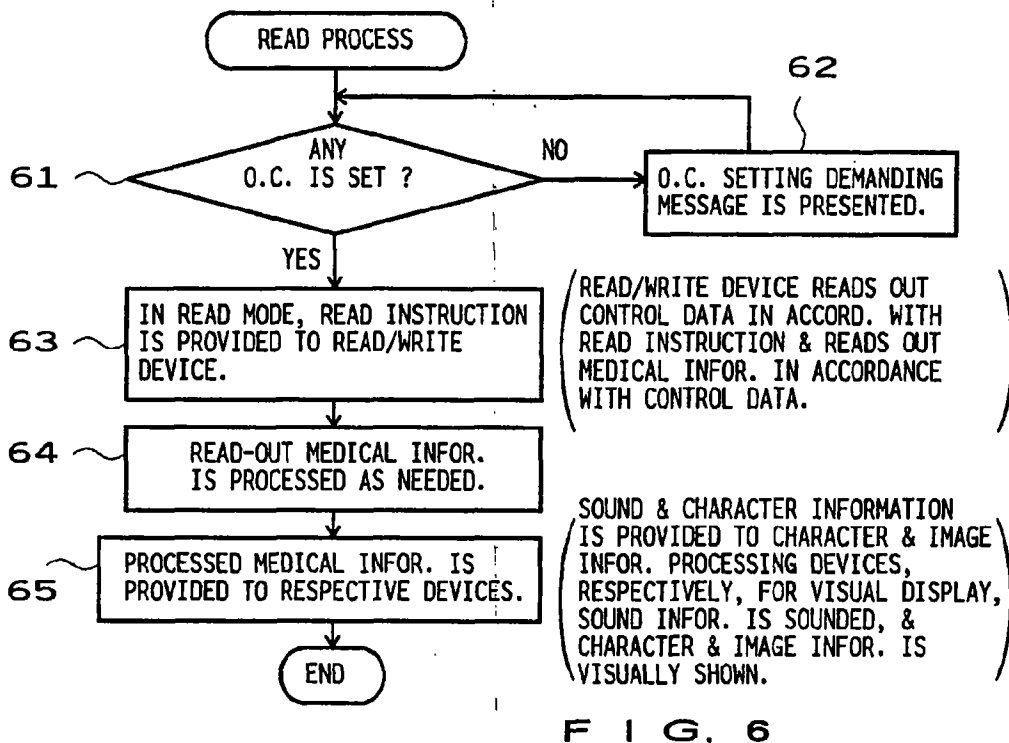 READ PROCESS
62
61
ANY
O.C. IS SET ?
NO
O.C. SETTING DEMANDING
MESSAGE IS PRESENTED.
YES
63
IN READ MODE, READ INSTRUCTION
IS PROVIDED TO READ/WRITE
DEVICE.
READ/WRITE DEVICE READS OUT
CONTROL DATA IN ACCORD. WITH
READ INSTRUCTION & READS OUT
MEDICAL INFOR. IN ACCORDANCE
WITH CONTROL DATA.
64
READ-OUT MEDICAL INFOR.
IS PROCESSED AS NEEDED.
65
PROCESSED MEDICAL INFOR. IS
PROVIDED TO RESPECTIVE DEVICES.
SOUND & CHARACTER INFORMATION
IS PROVIDED TO CHARACTER & IMAGE
INFOR. PROCESSING DEVICES,
RESPECTIVELY, FOR VISUAL DISPLAY,
SOUND INFOR. IS SOUNDED, &
CHARACTER & IMAGE INFOR. IS
VISUALLY SHOWN.
END
FIG. 6